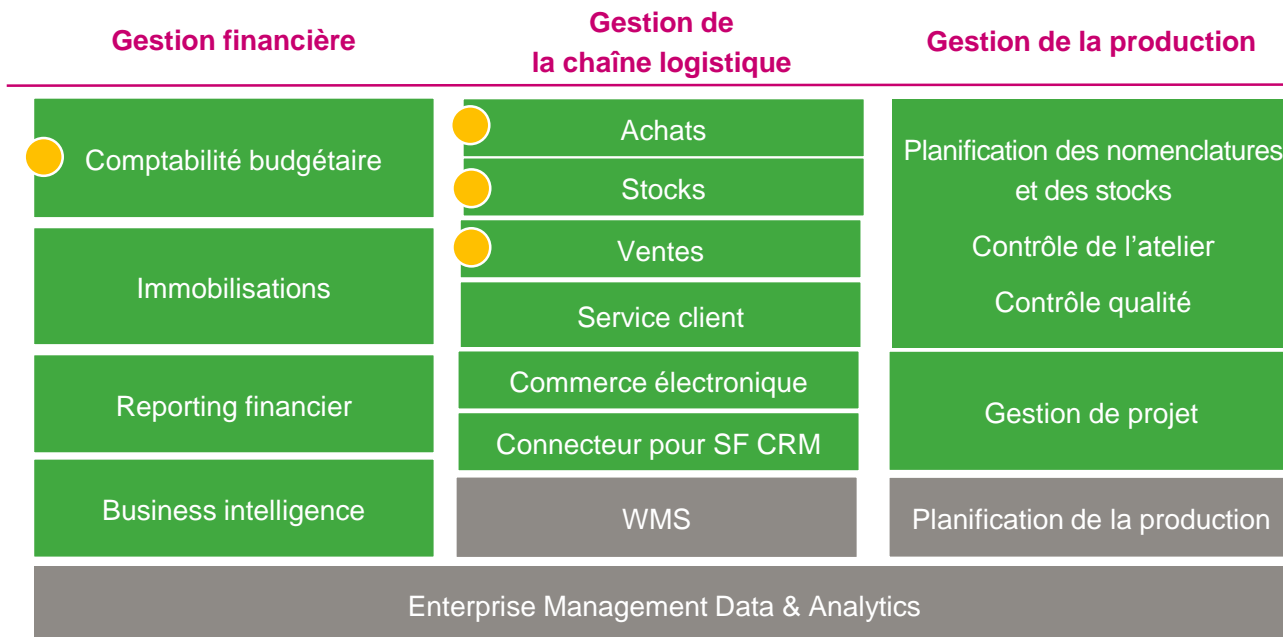 Gestion financière
Gestion de
la chaîne logistique
Gestion de la production
Comptabilité budgétaire
Immobilisations
Reporting financier
Business intelligence
Achats
Stocks
Ventes
Service client
Commerce électronique
Connecteur pour SF CRM
WMS
Planification des nomenclatures
et des stocks
Contrôle de l’atelier
Contrôle qualité
Gestion de projet
Planification de la production
Enterprise Management Data & Analytics